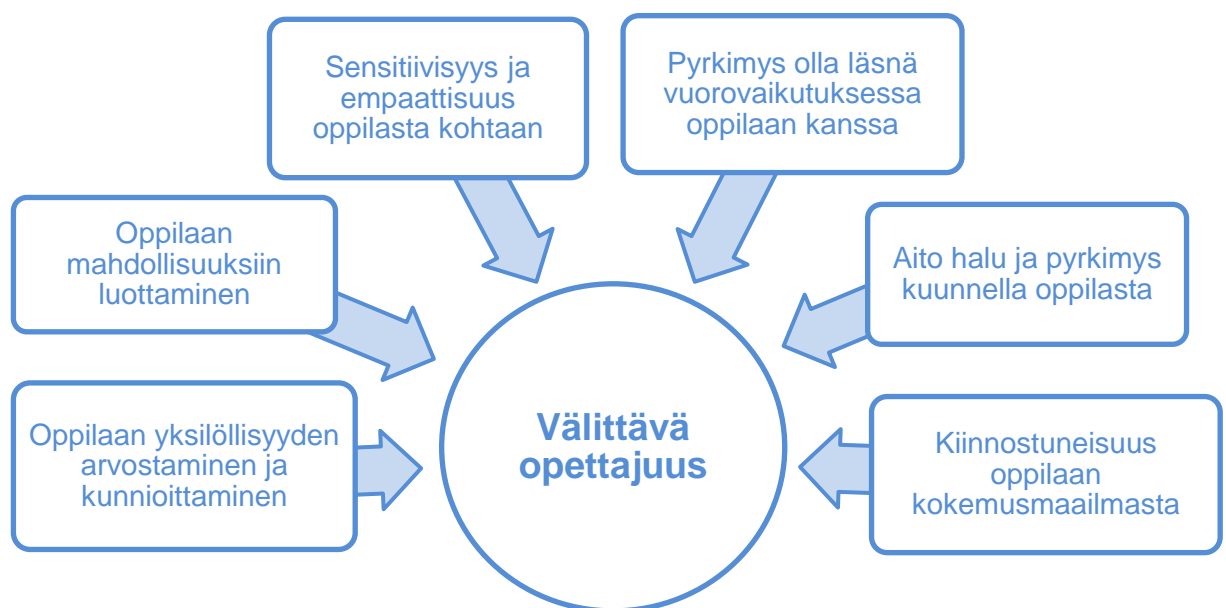 Sensitiivisyys ja
empaattisuus
oppilasta kohtaan
Pyrkimys olla läsnä
vuorovaikutuksessa
oppilaan kanssa
Oppilaan
mahdollisuuksiin
luottaminen
Aito halu ja pyrkimys
kuunnella oppilasta
Oppilaan yksilöllisyyden
arvostaminen ja
kunnioittaminen
Välittävä
opettajuus
Kiinnostuneisuus
oppilaan
kokemusmaailmasta